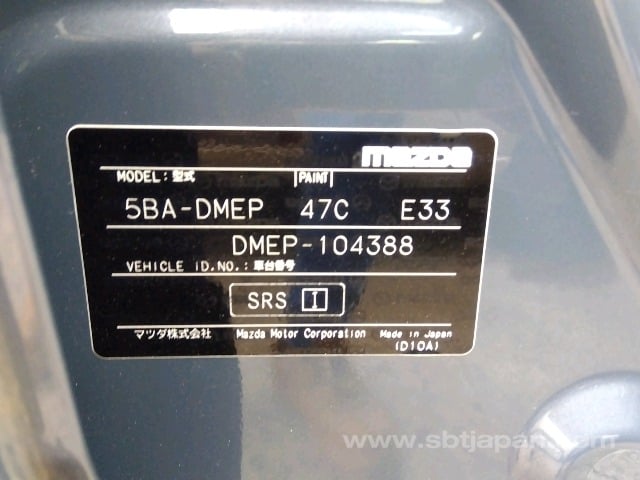 mazda
MODEL: 型式 PAINT
5BA-DMEP 47C E33
DMEP-104388
VEHICLE ID.NO.: 車台番号
SRS I
マツダ株式会社 Mazda Motor Corporation Made in Japan
(D10A)
www.sbtjapan.com